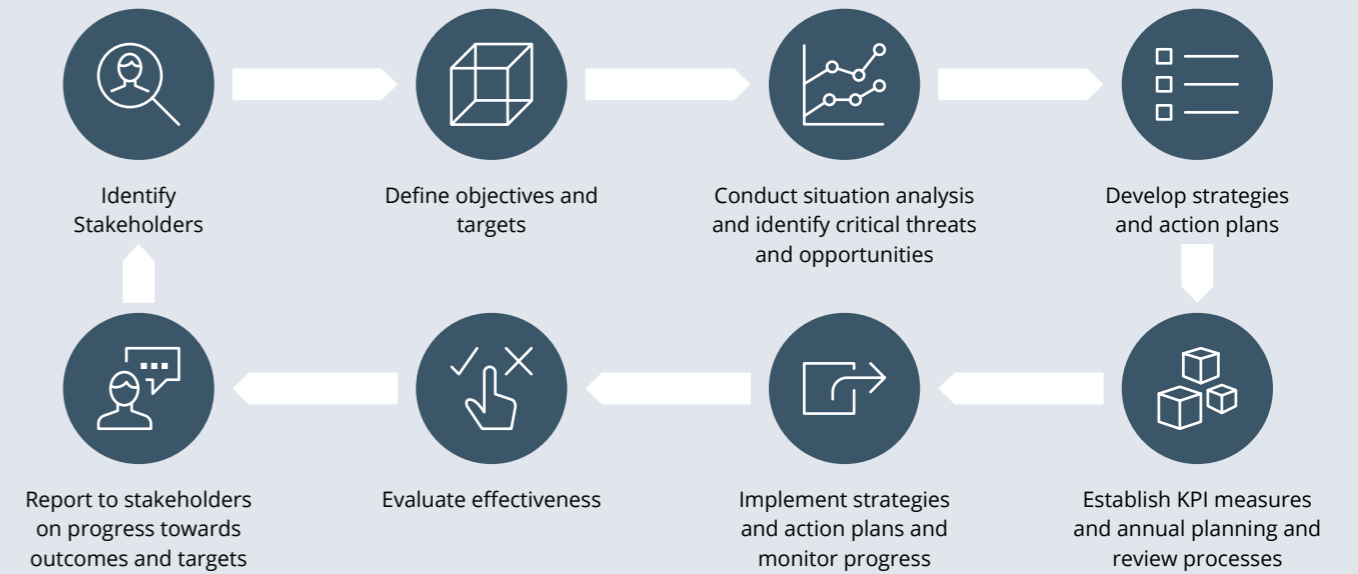 Identify
Stakeholders
Define objectives and
targets
Conduct situation analysis
and identify critical threats
and opportunities
Develop strategies
and action plans
Report to stakeholders
on progress towards
outcomes and targets
Evaluate effectiveness
Implement strategies
and action plans and
monitor progress
Establish KPI measures
and annual planning and
review processes